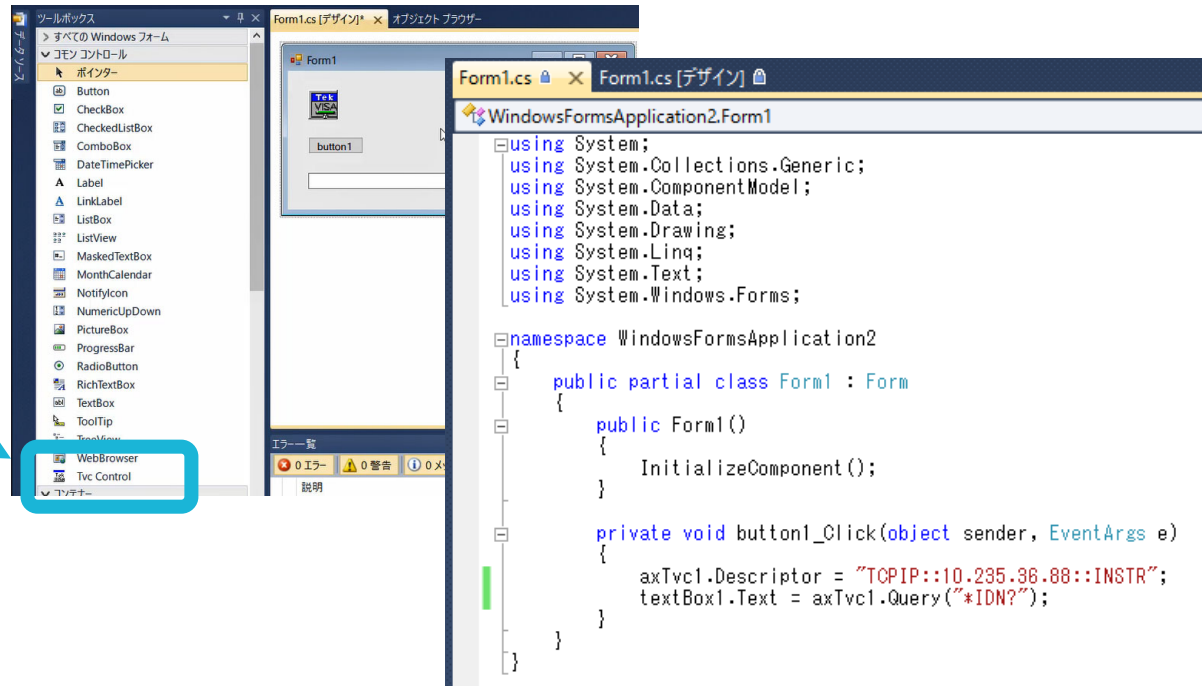 データソース
ツールボックス
すべての Windows フォーム
コモン コントロール
ポインター
Button
CheckBox
CheckedListBox
ComboBox
DateTimePicker
Label
LinkLabel
ListBox
ListView
MaskedTextBox
MonthCalendar
NotifyIcon
NumericUpDown
PictureBox
ProgressBar
RadioButton
RichTextBox
TextBox
ToolTip
TreeView
WebBrowser
Tvc Control
コンテナー
Form1.cs [デザイン]* オブジェクト ブラウザー
Form1
Tek
VISA
button1
エラー一覧
0 エラー 0 警告
説明
Form1.cs Form1.cs [デザイン]
WindowsFormsApplication2.Form1
using System;
using System.Collections.Generic;
using System.ComponentModel;
using System.Data;
using System.Drawing;
using System.Linq;
using System.Text;
using System.Windows.Forms;
namespace WindowsFormsApplication2
{
public partial class Form1 : Form
{
public Form1()
{
InitializeComponent();
}
private void button1_Click(object sender, EventArgs e)
{
axTvc1.Descriptor = "TCPIP::10.235.36.88::INSTR";
textBox1.Text = axTvc1.Query("*IDN?");
}
}
}